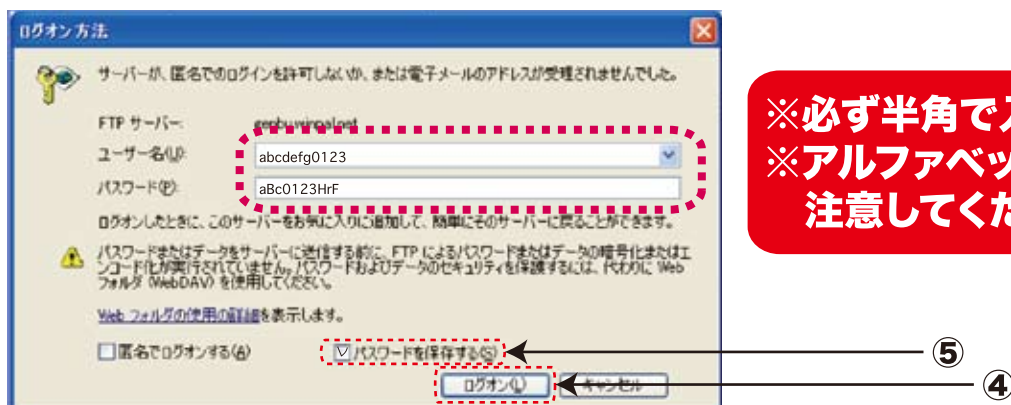 ログオン方法
サーバーが、匿名でのログインを許可しないか、または電子メールのアドレスが受理されませんでした。
FTP サーバー:
ユーザー名(U):
abcdefg0123
パスワード(P):
aBc0123HrF
ログオンしたときに、このサーバーをお気に入りに追加して、簡単にそのサーバーに戻ることができます。
パスワードまたはデータをサーバーに送信する前に、FTP によるパスワードまたはデータの暗号化またはエ
ンコード化が実行されていません。パスワードおよびデータのセキュリティを保護するには、代わりに Web
フォルダ (WebDAV) を使用してください。
Web フォルダの使用の詳細を表示します。
匿名でログオンする(A)
パスワードを保存する(S)
⑤
ログオン(L)
キャンセル
④
※必ず半角で入
※アルファベッ
注意してくた